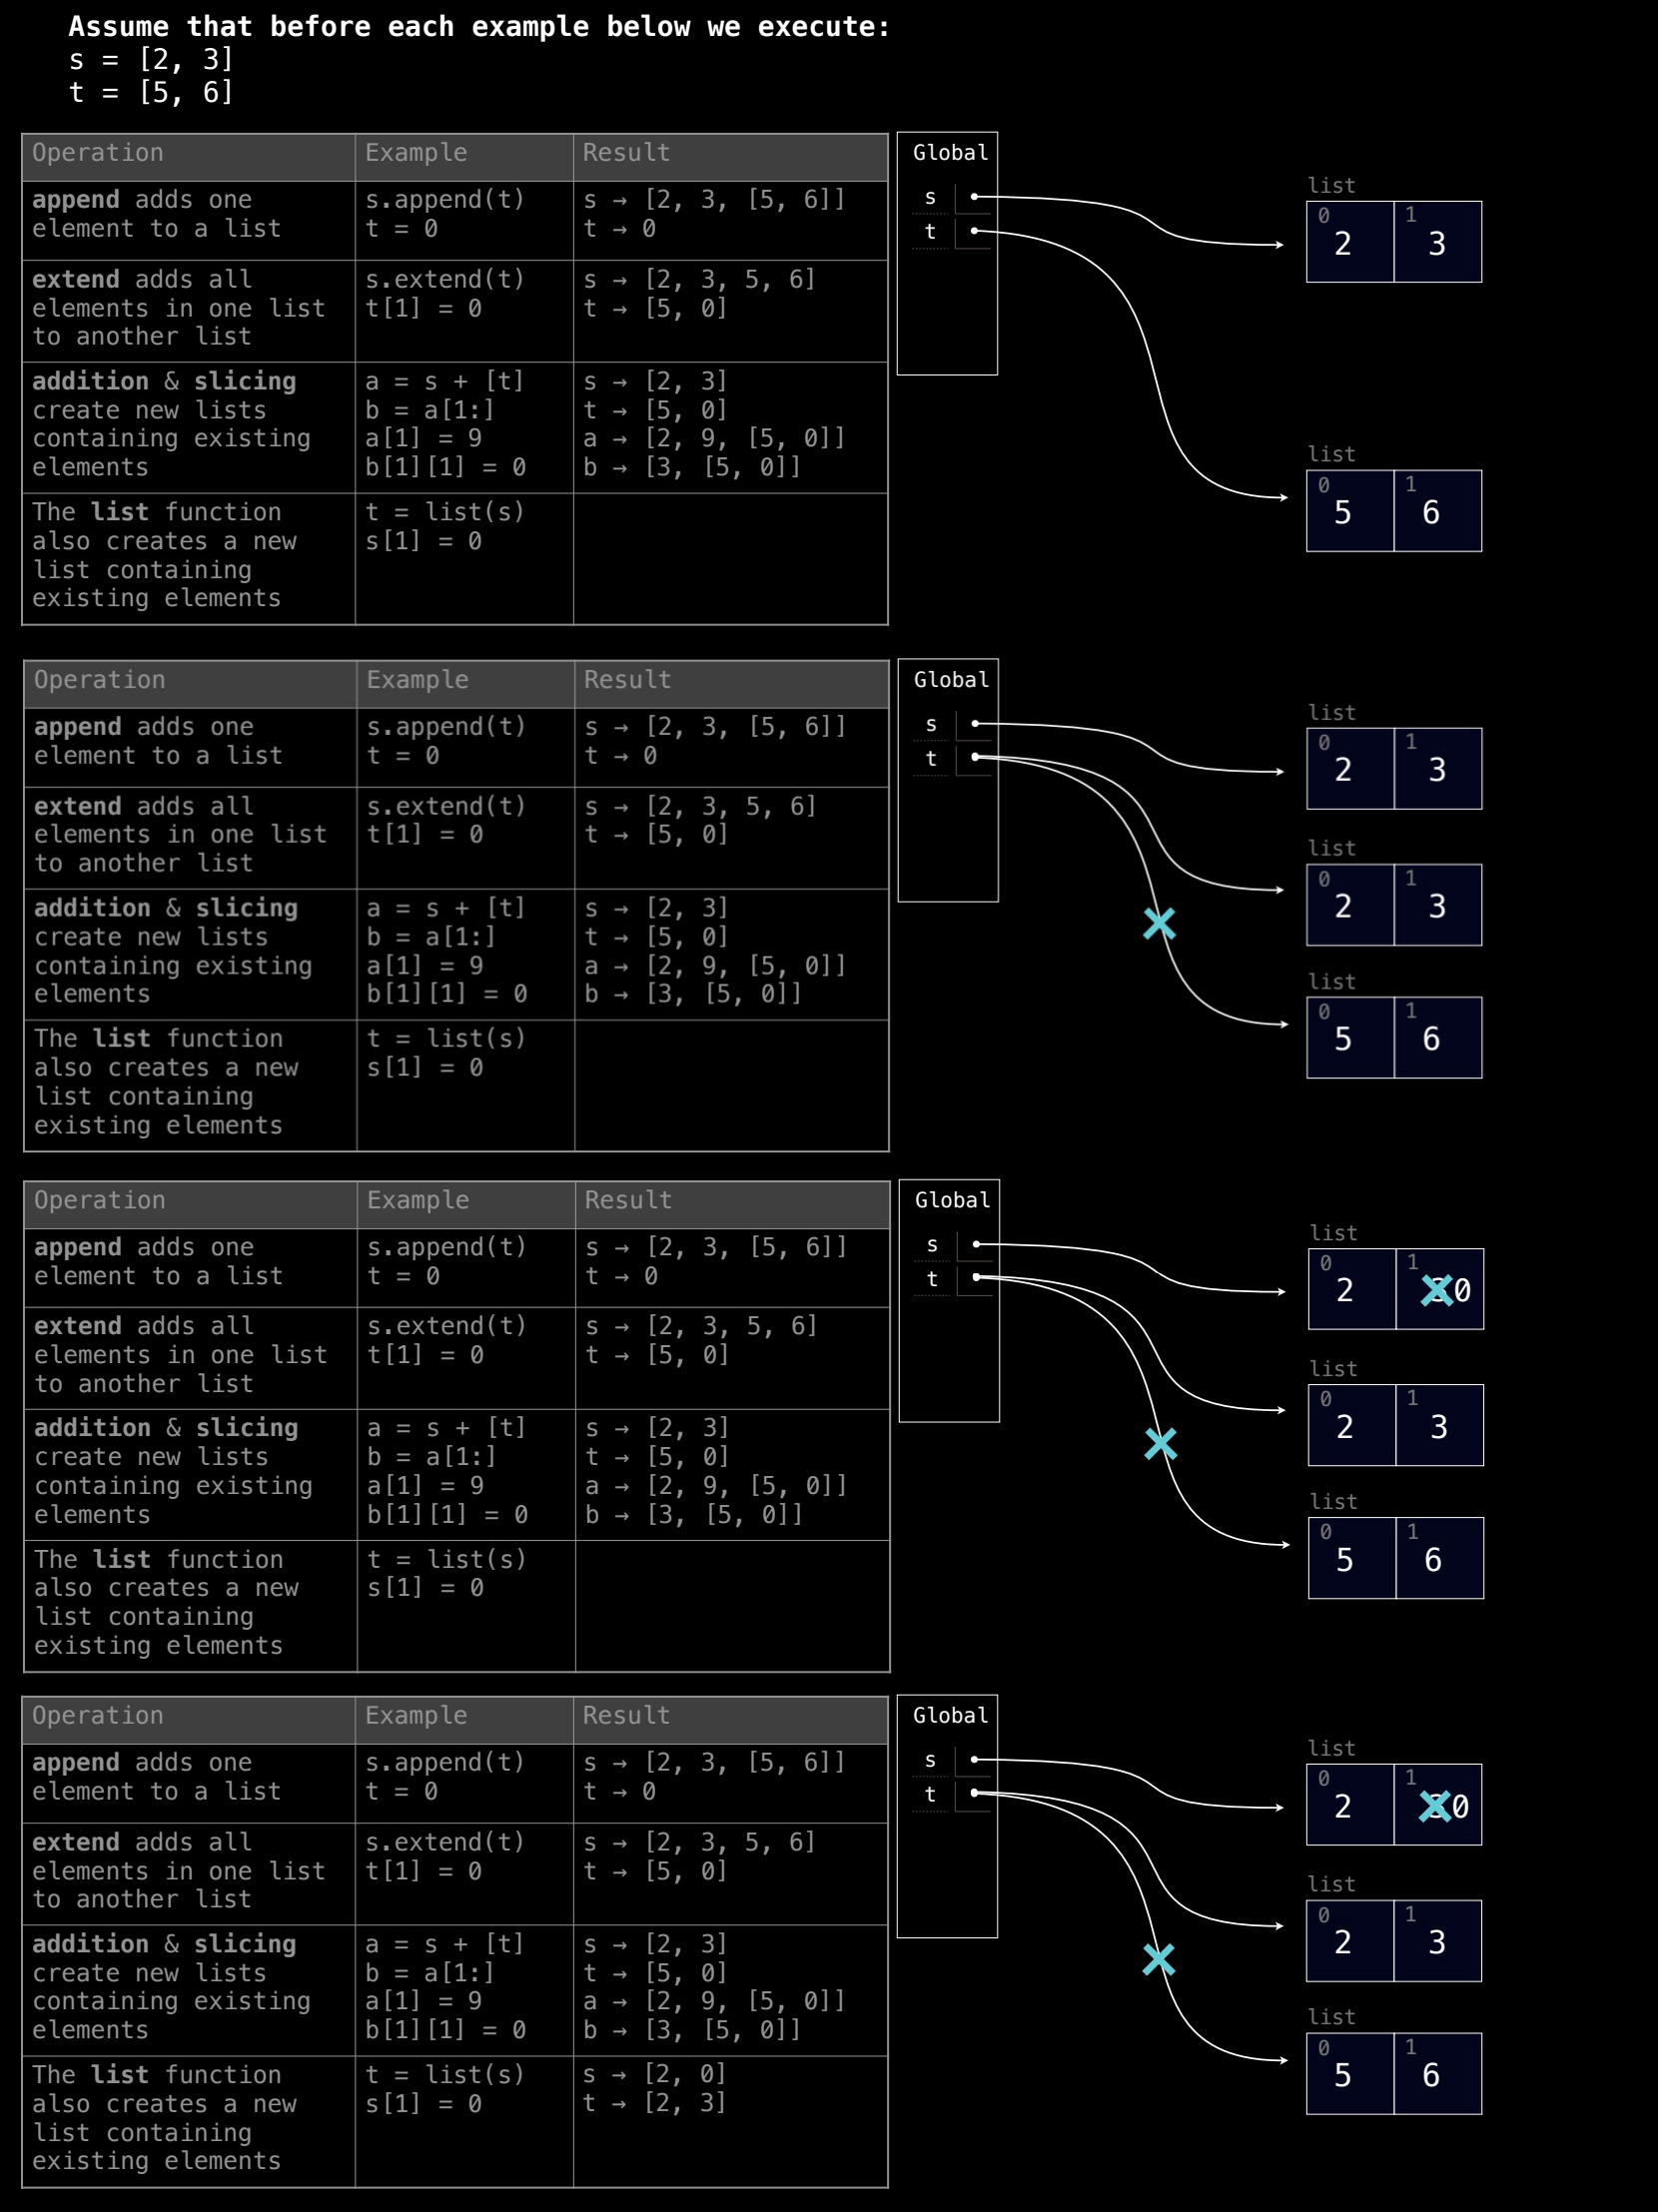 Assume that before each example below we execute:
s = [2, 3]
t = [5, 6]
Operation Example Result
append adds one element to a list
s.append(t)
t = 0
s → [2, 3, [5, 6]]
t → 0
extend adds all elements in one list to another list
s.extend(t)
t[1] = 0
s → [2, 3, 5, 6]
t → [5, 0]
addition & slicing create new lists containing existing elements
a = s + [t]
b = a[1:]
a[1] = 9
b[1][1] = 0
s → [2, 3]
t → [5, 0]
a → [2, 9, [5, 0]]
b → [3, [5, 0]]
The list function also creates a new list containing existing elements
t = list(s)
s[1] = 0
Global
s
t
list
0 2 1 3
list
0 5 1 6
Operation Example Result
append adds one element to a list
s.append(t)
t = 0
s → [2, 3, [5, 6]]
t → 0
extend adds all elements in one list to another list
s.extend(t)
t[1] = 0
s → [2, 3, 5, 6]
t → [5, 0]
addition & slicing create new lists containing existing elements
a = s + [t]
b = a[1:]
a[1] = 9
b[1][1] = 0
s → [2, 3]
t → [5, 0]
a → [2, 9, [5, 0]]
b → [3, [5, 0]]
The list function also creates a new list containing existing elements
t = list(s)
s[1] = 0
Global
s
t
list
0 2 1 3
list
0 2 1 3
list
0 5 1 6
Operation Example Result
append adds one element to a list
s.append(t)
t = 0
s → [2, 3, [5, 6]]
t → 0
extend adds all elements in one list to another list
s.extend(t)
t[1] = 0
s → [2, 3, 5, 6]
t → [5, 0]
addition & slicing create new lists containing existing elements
a = s + [t]
b = a[1:]
a[1] = 9
b[1][1] = 0
s → [2, 3]
t → [5, 0]
a → [2, 9, [5, 0]]
b → [3, [5, 0]]
The list function also creates a new list containing existing elements
t = list(s)
s[1] = 0
Global
s
t
list
0 2 1 3 0
list
0 2 1 3
list
0 5 1 6
Operation Example Result
append adds one element to a list
s.append(t)
t = 0
s → [2, 3, [5, 6]]
t → 0
extend adds all elements in one list to another list
s.extend(t)
t[1] = 0
s → [2, 3, 5, 6]
t → [5, 0]
addition & slicing create new lists containing existing elements
a = s + [t]
b = a[1:]
a[1] = 9
b[1][1] = 0
s → [2, 3]
t → [5, 0]
a → [2, 9, [5, 0]]
b → [3, [5, 0]]
The list function also creates a new list containing existing elements
t = list(s)
s[1] = 0
s → [2, 0]
t → [2, 3]
Global
s
t
list
0 2 1 3 0
list
0 2 1 3
list
0 5 1 6